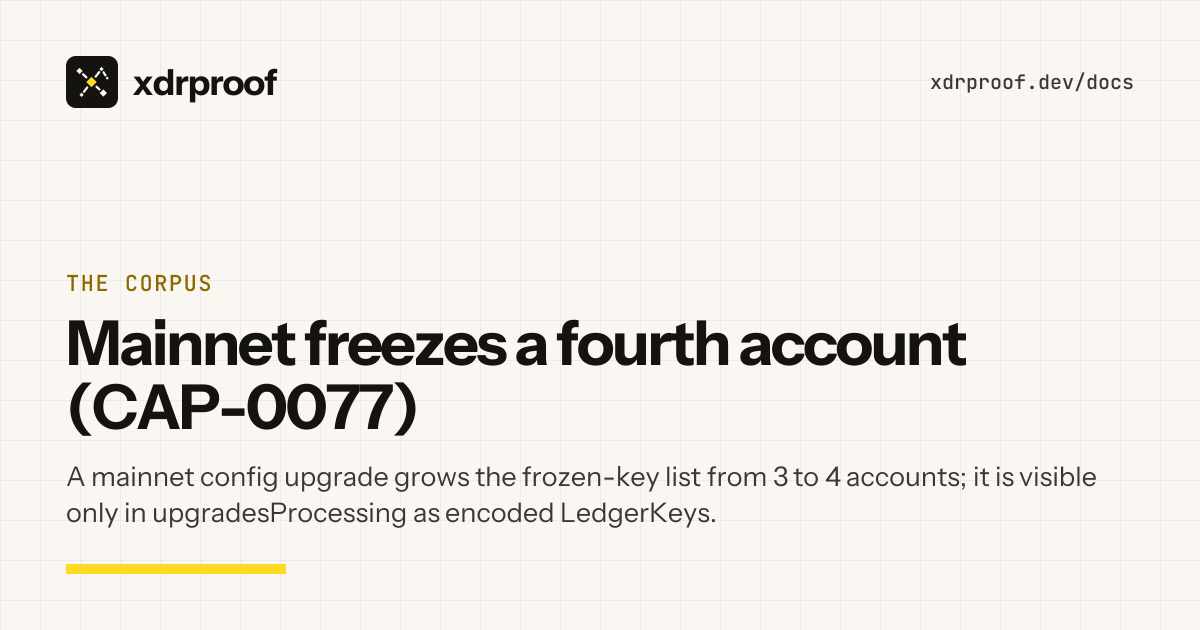 xdrproof
xdrproof.dev/docs
THE CORPUS
Mainnet freezes a fourth account
(CAP-0077)
A mainnet config upgrade grows the frozen-key list from 3 to 4 accounts; it is visible
only in upgradesProcessing as encoded LedgerKeys.